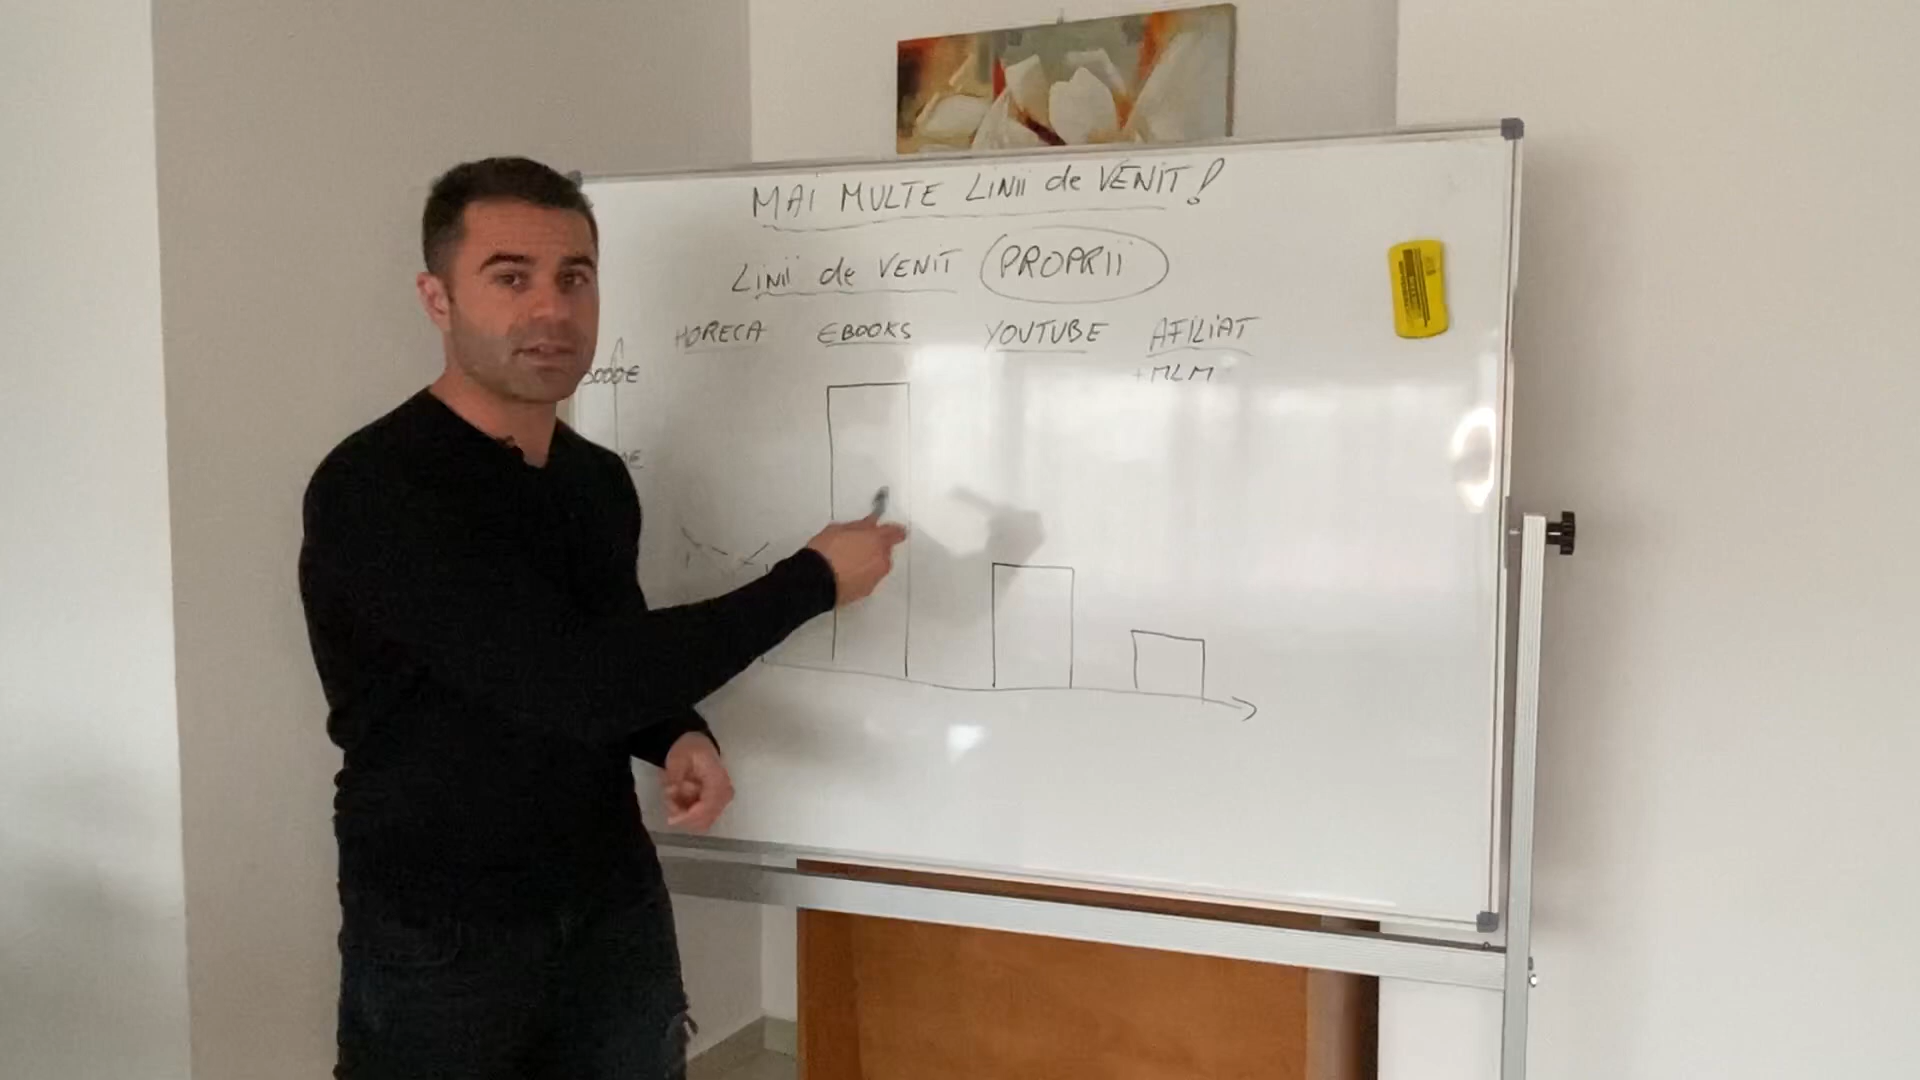 MAI MULTE LINII de VENIT!
LINII de VENIT PROPRII
HORECA EBOOKS YOUTUBE AFILIAT
+MLM